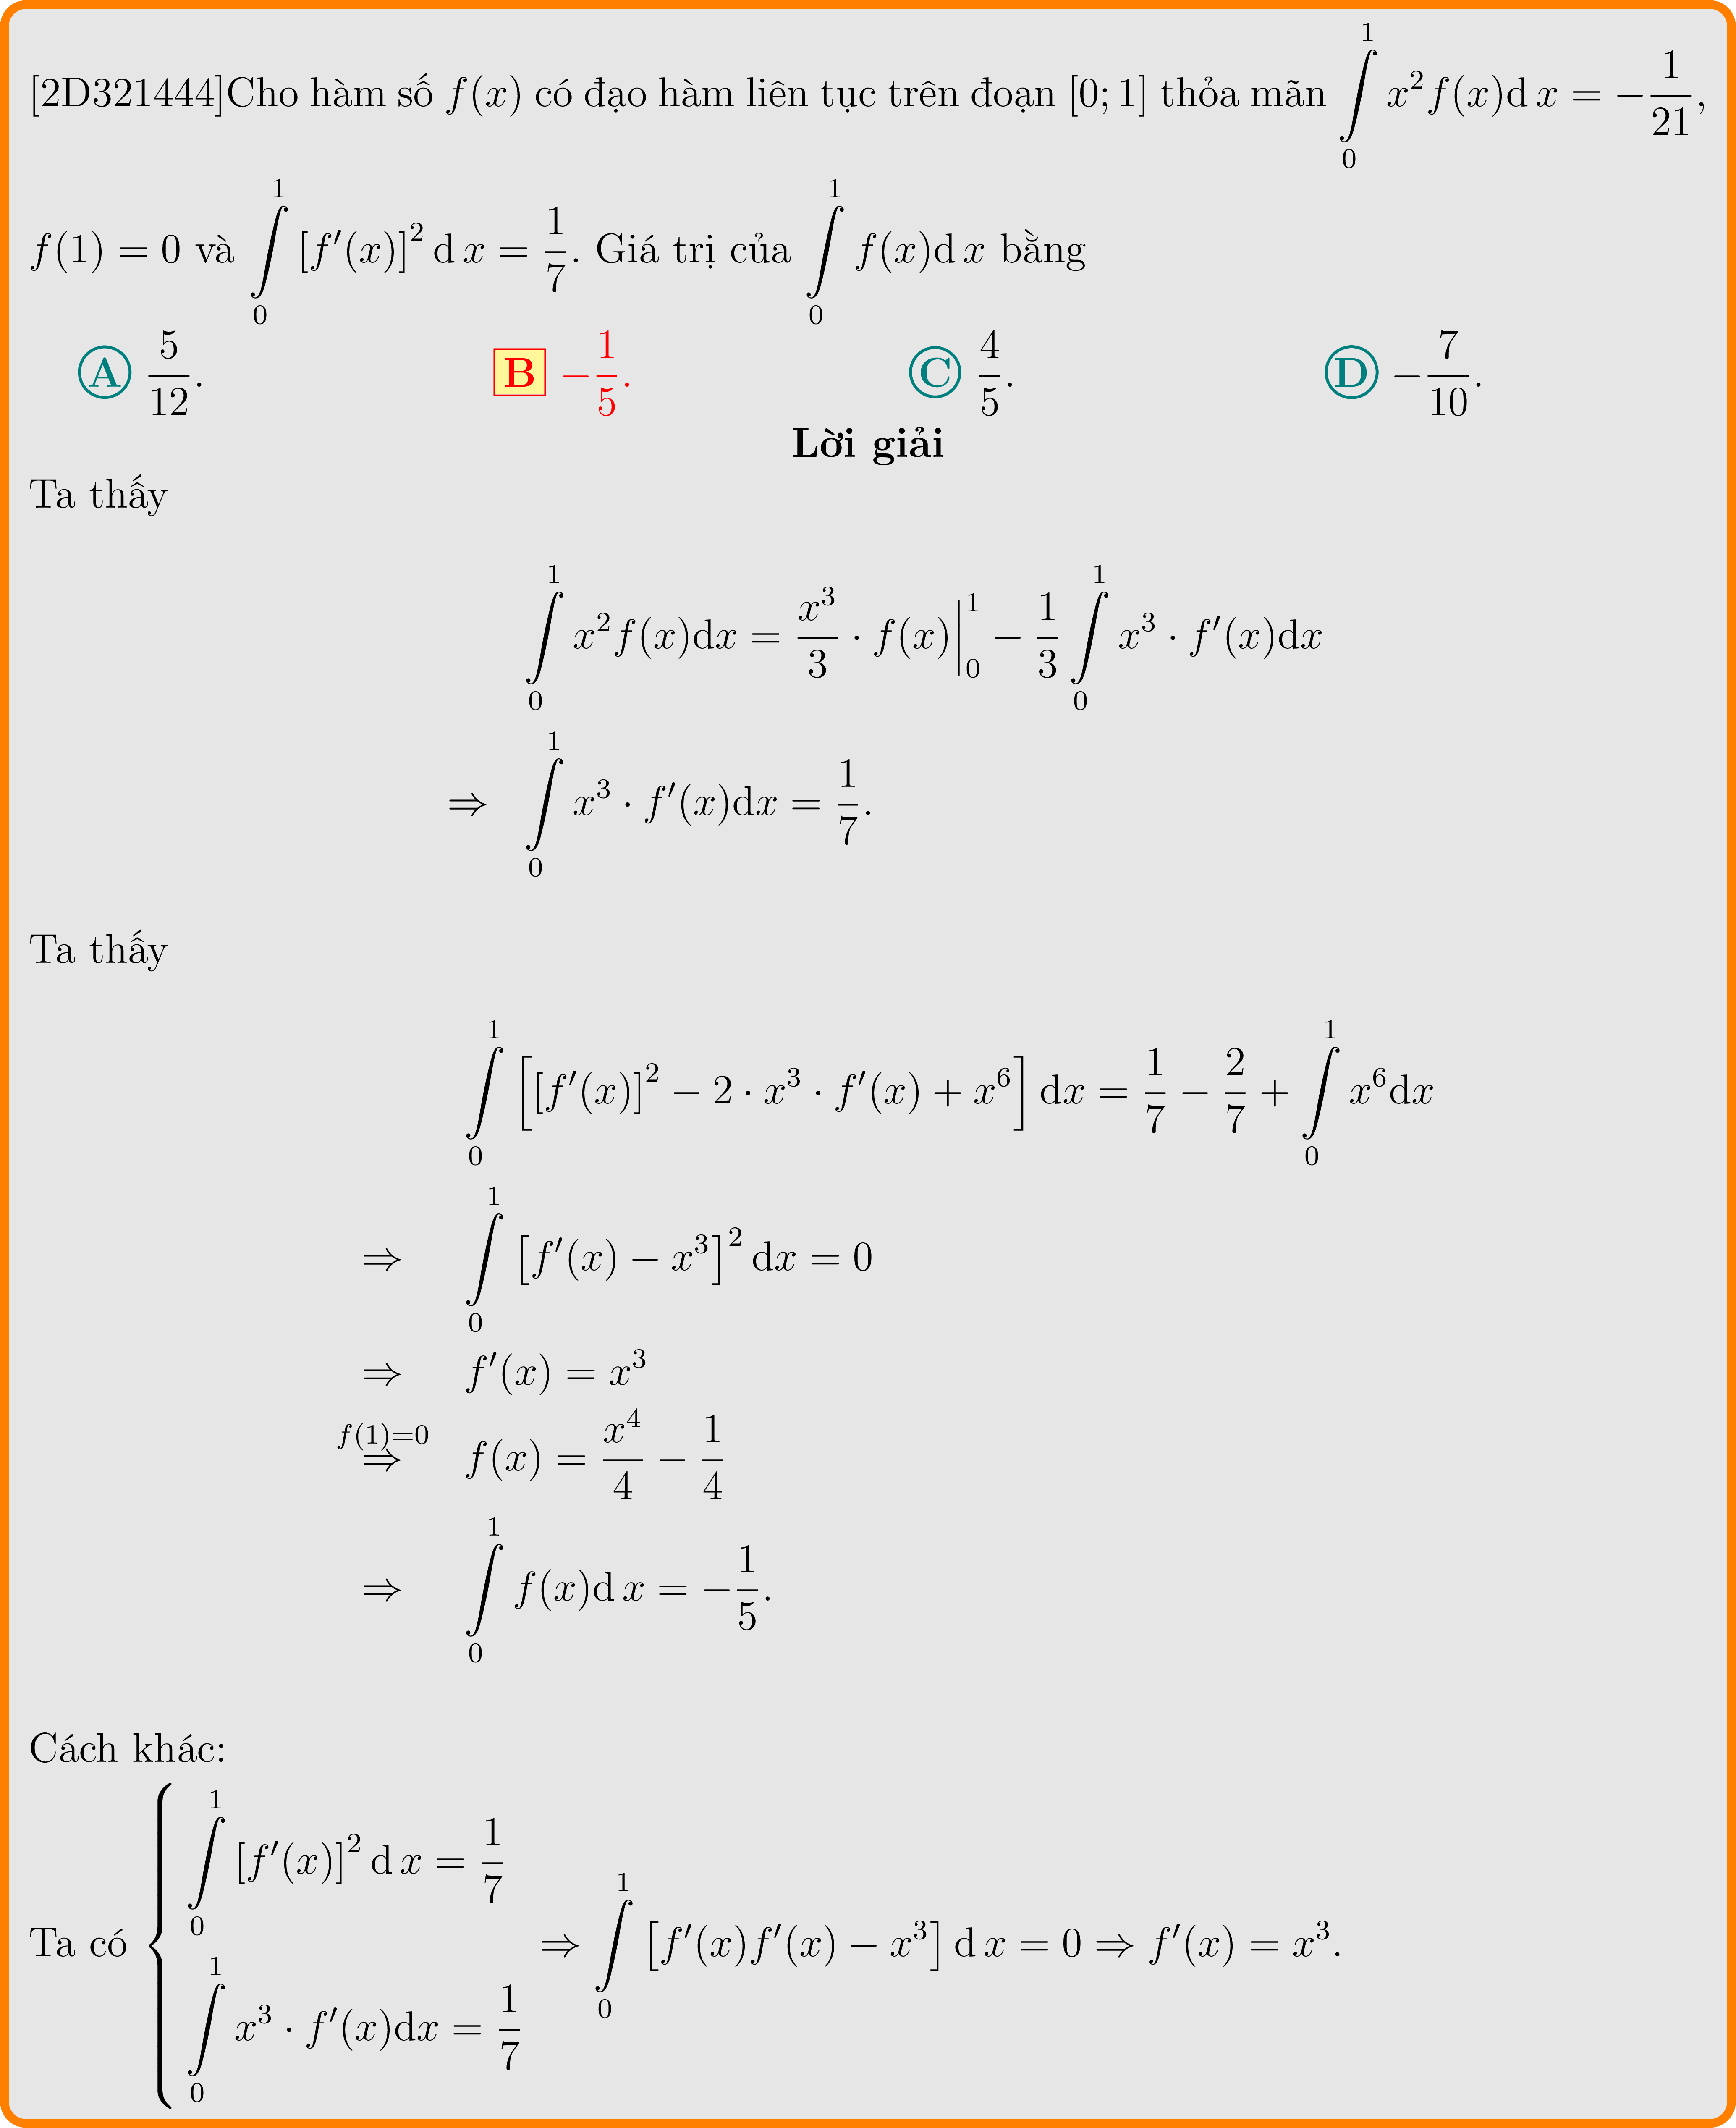 [2D321444]Cho hàm số $f(x)$ có đạo hàm liên tục trên đoạn $[0;1]$ thỏa mãn $\int\limits_0^1 x^2 f(x)\mathrm{d}\,x = -\frac{1}{21}$,
$f(1) = 0$ và $\int\limits_0^1 [f'(x)]^2 \mathrm{d}\,x = \frac{1}{7}$. Giá trị của $\int\limits_0^1 f(x)\mathrm{d}\,x$ bằng
A $\frac{5}{12}$. B $-\frac{1}{5}$. C $\frac{4}{5}$. D $-\frac{7}{10}$.
Lời giải
Ta thấy
$\int\limits_0^1 x^2 f(x)\mathrm{d}x = \frac{x^3}{3} \cdot f(x)\Big|_0^1 - \frac{1}{3}\int\limits_0^1 x^3 \cdot f'(x)\mathrm{d}x$
$\Rightarrow \int\limits_0^1 x^3 \cdot f'(x)\mathrm{d}x = \frac{1}{7}$.
Ta thấy
$\int\limits_0^1 \left[[f'(x)]^2 - 2 \cdot x^3 \cdot f'(x) + x^6\right] \mathrm{d}x = \frac{1}{7} - \frac{2}{7} + \int\limits_0^1 x^6 \mathrm{d}x$
$\Rightarrow \int\limits_0^1 \left[f'(x) - x^3\right]^2 \mathrm{d}x = 0$
$\Rightarrow f'(x) = x^3$
$\overset{f(1)=0}{\Rightarrow} f(x) = \frac{x^4}{4} - \frac{1}{4}$
$\Rightarrow \int\limits_0^1 f(x)\mathrm{d}\,x = -\frac{1}{5}$.
Cách khác:
Ta có $\begin{cases} \int\limits_0^1 [f'(x)]^2 \mathrm{d}\,x = \frac{1}{7} \\ \int\limits_0^1 x^3 \cdot f'(x)\mathrm{d}x = \frac{1}{7} \end{cases} \Rightarrow \int\limits_0^1 \left[f'(x)f'(x) - x^3\right] \mathrm{d}\,x = 0 \Rightarrow f'(x) = x^3$.